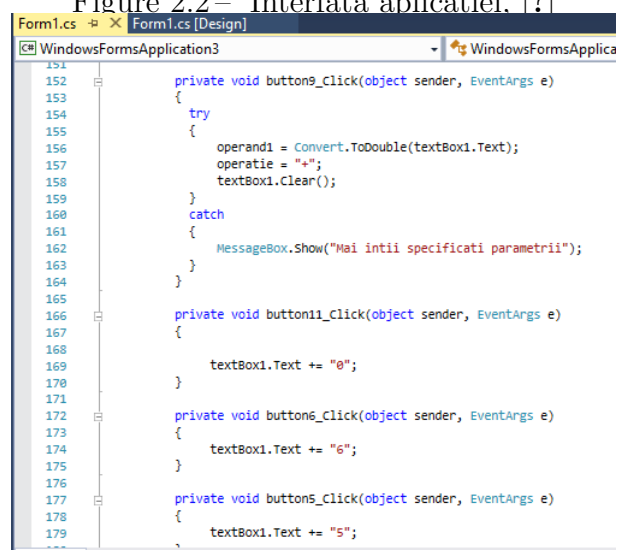 Figure 2.2 – Interfata aplicatiei, [?]
Form1.cs Form1.cs [Design]
C# WindowsFormsApplication3 WindowsFormsApplica
151
152 private void button9_Click(object sender, EventArgs e)
153 {
154 try
155 {
156 operand1 = Convert.ToDouble(textBox1.Text);
157 operatie = "+";
158 textBox1.Clear();
159 }
160 catch
161 {
162 MessageBox.Show("Mai intii specificati parametrii");
163 }
164 }
165
166 private void button11_Click(object sender, EventArgs e)
167 {
168
169 textBox1.Text += "0";
170 }
171
172 private void button6_Click(object sender, EventArgs e)
173 {
174 textBox1.Text += "6";
175 }
176
177 private void button5_Click(object sender, EventArgs e)
178 {
179 textBox1.Text += "5";